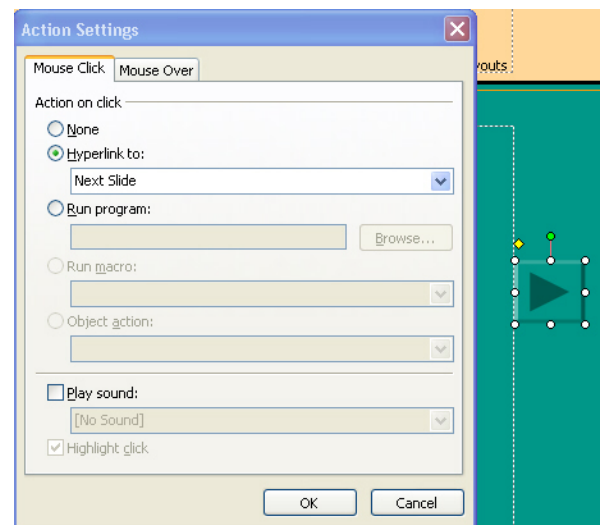 Action Settings
Mouse Click Mouse Over
youts
Action on click
None
Hyperlink to:
Next Slide
Run program:
Browse...
Run macro:
Object action:
Play sound:
[No Sound]
Highlight click
OK Cancel